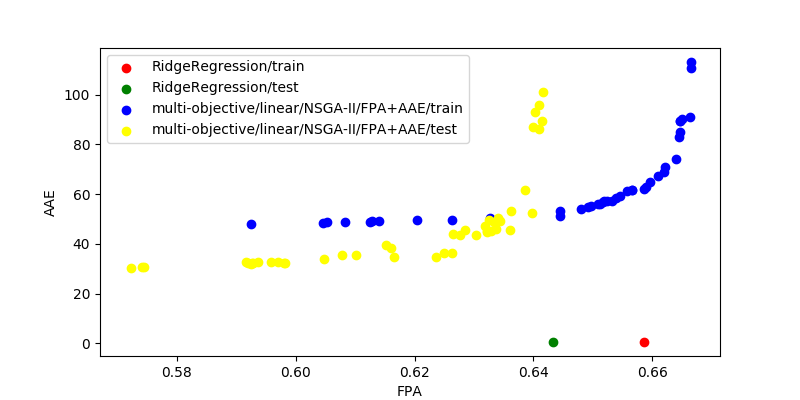 RidgeRegression/train
RidgeRegression/test
multi-objective/linear/NSGA-II/FPA+AAE/train
multi-objective/linear/NSGA-II/FPA+AAE/test
AAE
100
80
60
40
20
0
0.58 0.60 0.62 0.64 0.66
FPA